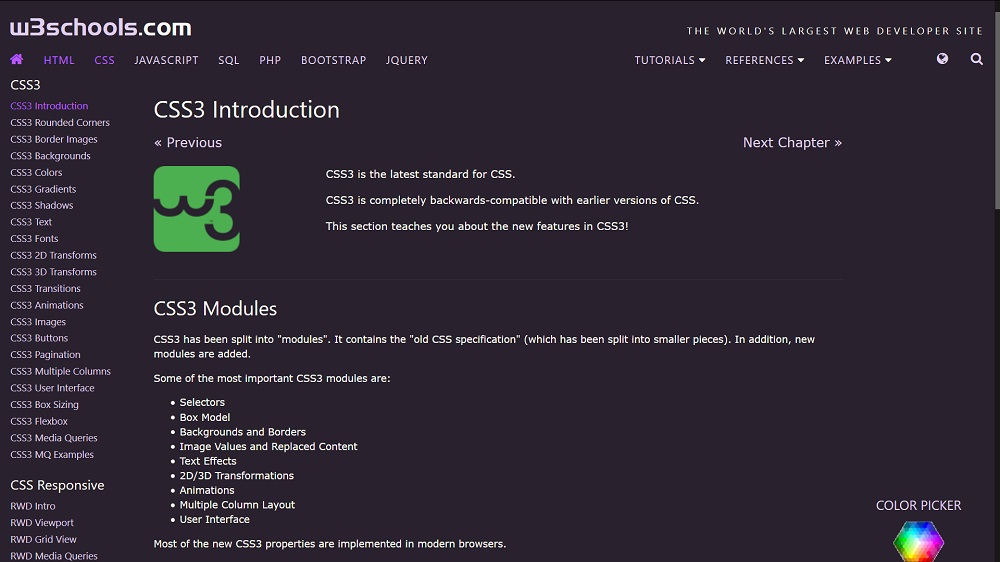 w3schools.com
THE WORLD'S LARGEST WEB DEVELOPER SITE
HTML CSS JAVASCRIPT SQL PHP BOOTSTRAP JQUERY TUTORIALS REFERENCES EXAMPLES
CSS3
CSS3 Introduction
CSS3 Rounded Corners
CSS3 Border Images
CSS3 Backgrounds
CSS3 Colors
CSS3 Gradients
CSS3 Shadows
CSS3 Text
CSS3 Fonts
CSS3 2D Transforms
CSS3 3D Transforms
CSS3 Transitions
CSS3 Animations
CSS3 Images
CSS3 Buttons
CSS3 Pagination
CSS3 Multiple Columns
CSS3 User Interface
CSS3 Box Sizing
CSS3 Flexbox
CSS3 Media Queries
CSS3 MQ Examples
CSS Responsive
RWD Intro
RWD Viewport
RWD Grid View
RWD Media Queries
CSS3 Introduction
« Previous
Next Chapter »
w3
CSS3 is the latest standard for CSS.
CSS3 is completely backwards-compatible with earlier versions of CSS.
This section teaches you about the new features in CSS3!
CSS3 Modules
CSS3 has been split into "modules". It contains the "old CSS specification" (which has been split into smaller pieces). In addition, new
modules are added.
Some of the most important CSS3 modules are:
• Selectors
• Box Model
• Backgrounds and Borders
• Image Values and Replaced Content
• Text Effects
• 2D/3D Transformations
• Animations
• Multiple Column Layout
• User Interface
Most of the new CSS3 properties are implemented in modern browsers.
COLOR PICKER